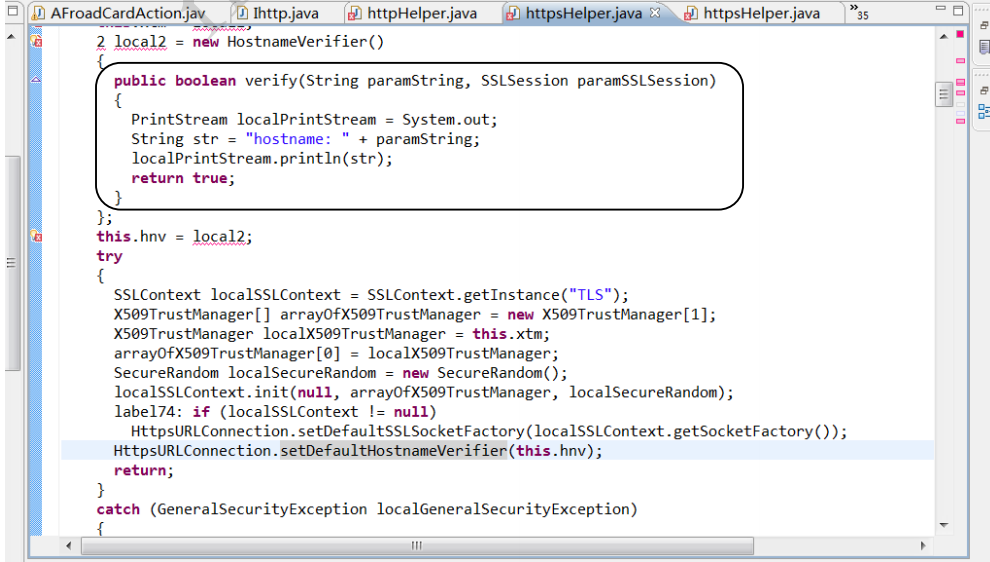 AFroadCardAction.jav Ihttp.java httpHelper.java httpsHelper.java httpsHelper.java 35
2 local2 = new HostnameVerifier()
{
public boolean verify(String paramString, SSLSession paramSSLSession)
{
PrintStream localPrintStream = System.out;
String str = "hostname: " + paramString;
localPrintStream.println(str);
return true;
}
};
this.hnv = local2;
try
{
SSLContext localSSLContext = SSLContext.getInstance("TLS");
X509TrustManager[] arrayOfX509TrustManager = new X509TrustManager[1];
X509TrustManager localX509TrustManager = this.xtm;
arrayOfX509TrustManager[0] = localX509TrustManager;
SecureRandom localSecureRandom = new SecureRandom();
localSSLContext.init(null, arrayOfX509TrustManager, localSecureRandom);
label74: if (localSSLContext != null)
HttpsURLConnection.setDefaultSSLSocketFactory(localSSLContext.getSocketFactory());
HttpsURLConnection.setDefaultHostnameVerifier(this.hnv);
return;
}
catch (GeneralSecurityException localGeneralSecurityException)
{